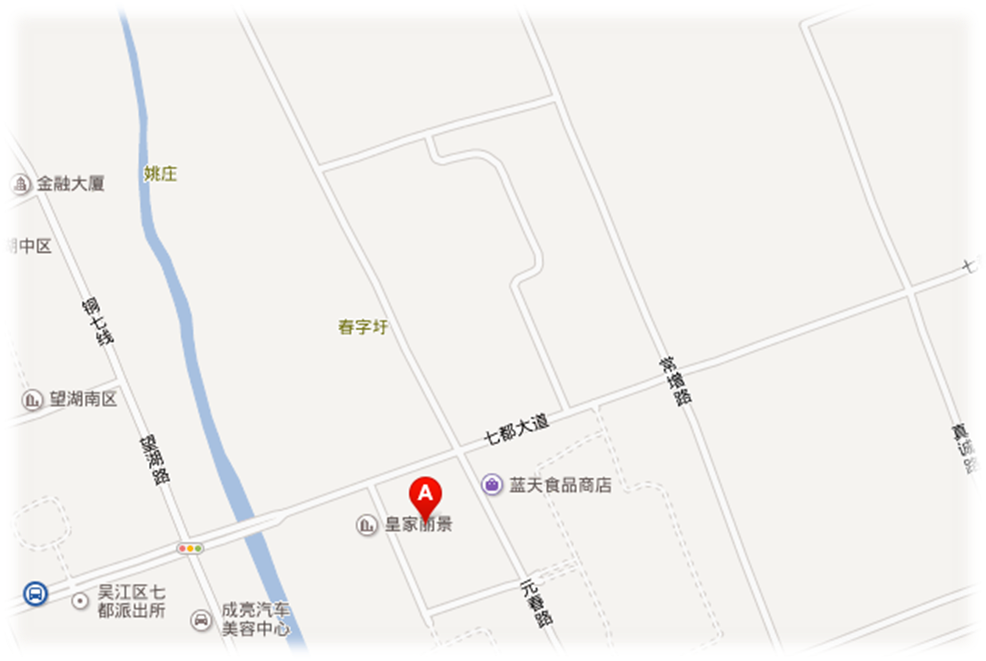 姚庄
金融大厦
中区
七
铜七线
春字圩
常增路
望湖南区
七都大道
望湖路
真诚路
蓝天食品商店
A
皇家丽景
吴江区七
都派出所
元春路
成亮汽车
美容中心